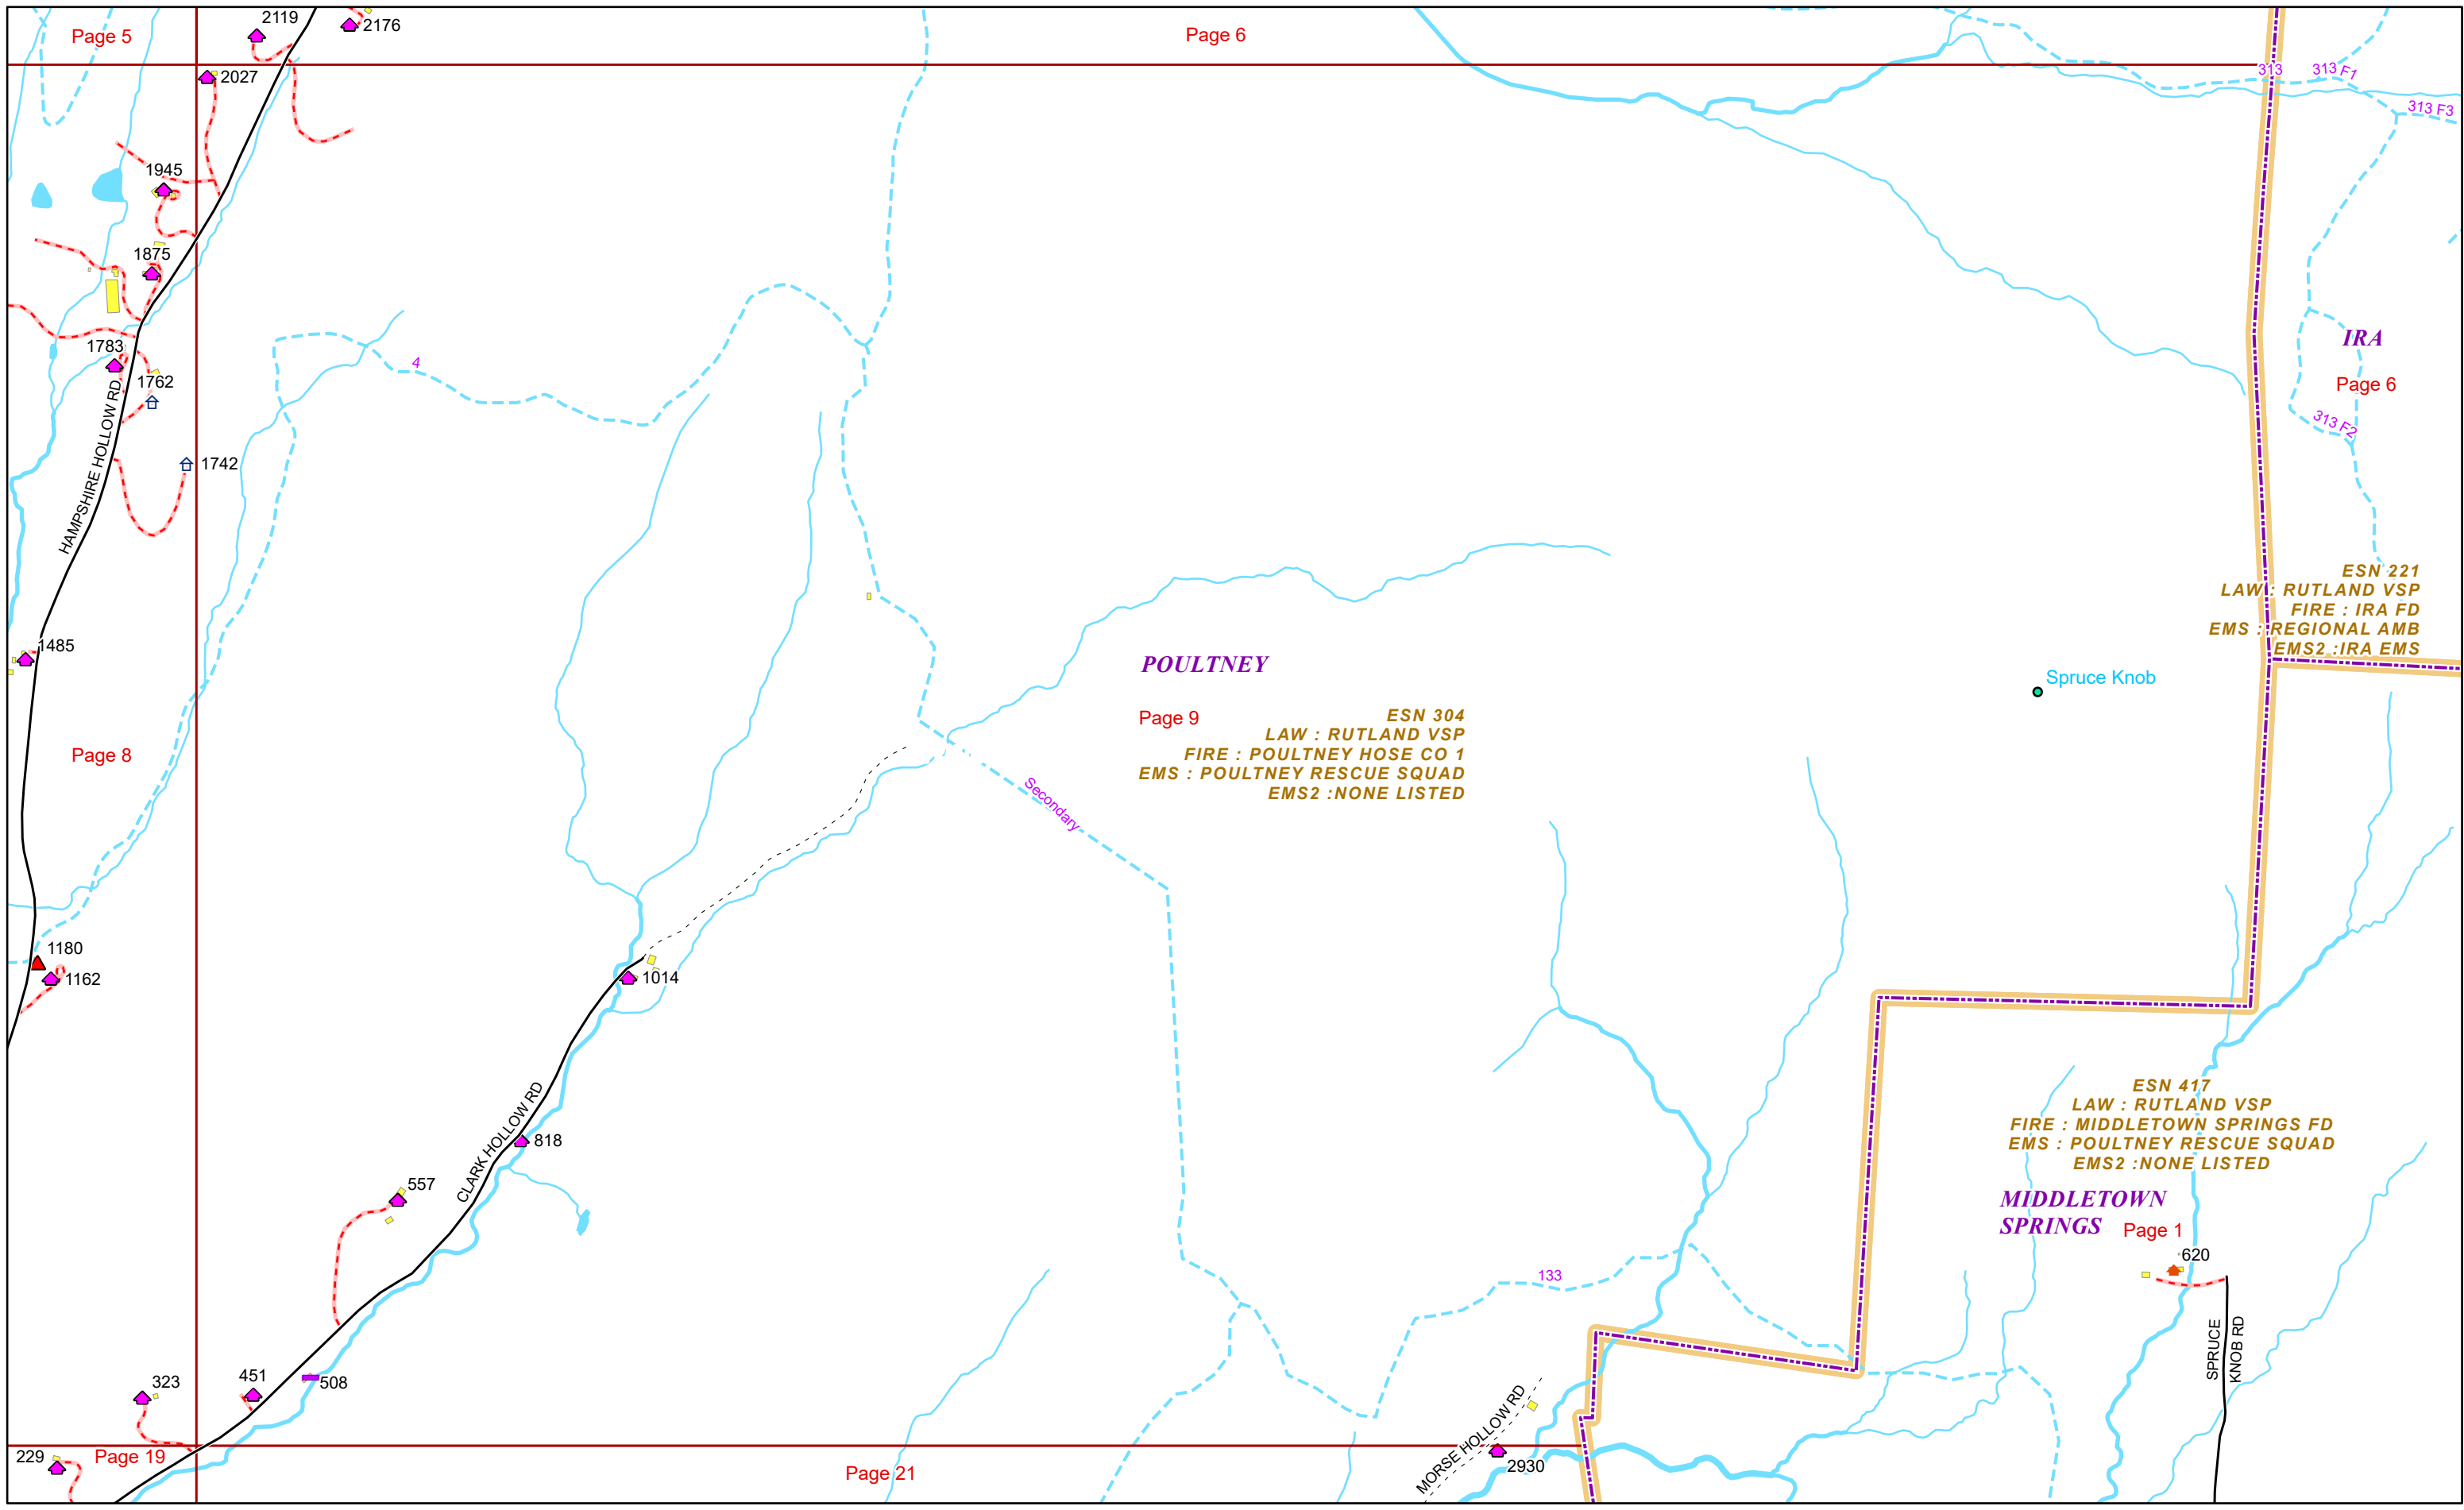 2119
2176
Page 5
Page 6
2027
313
313 F1
313 F3
1945
1875
IRA
1783
4
1762
Page 6
313 F2
HAMPSHIRE HOLLOW RD
1742
ESN 221
LAW : RUTLAND VSP
FIRE : IRA FD
EMS : REGIONAL AMB
EMS2 :IRA EMS
1485
POULTNEY
Spruce Knob
Page 9
ESN 304
LAW : RUTLAND VSP
FIRE : POULTNEY HOSE CO 1
EMS : POULTNEY RESCUE SQUAD
EMS2 :NONE LISTED
Page 8
Secondary
1180
1162
1014
ESN 417
LAW : RUTLAND VSP
FIRE : MIDDLETOWN SPRINGS FD
EMS : POULTNEY RESCUE SQUAD
EMS2 :NONE LISTED
CLARK HOLLOW RD
818
557
MIDDLETOWN
SPRINGS
Page 1
620
133
SPRUCE
KNOB RD
323
451
508
MORSE HOLLOW RD
229
Page 19
Page 21
2930